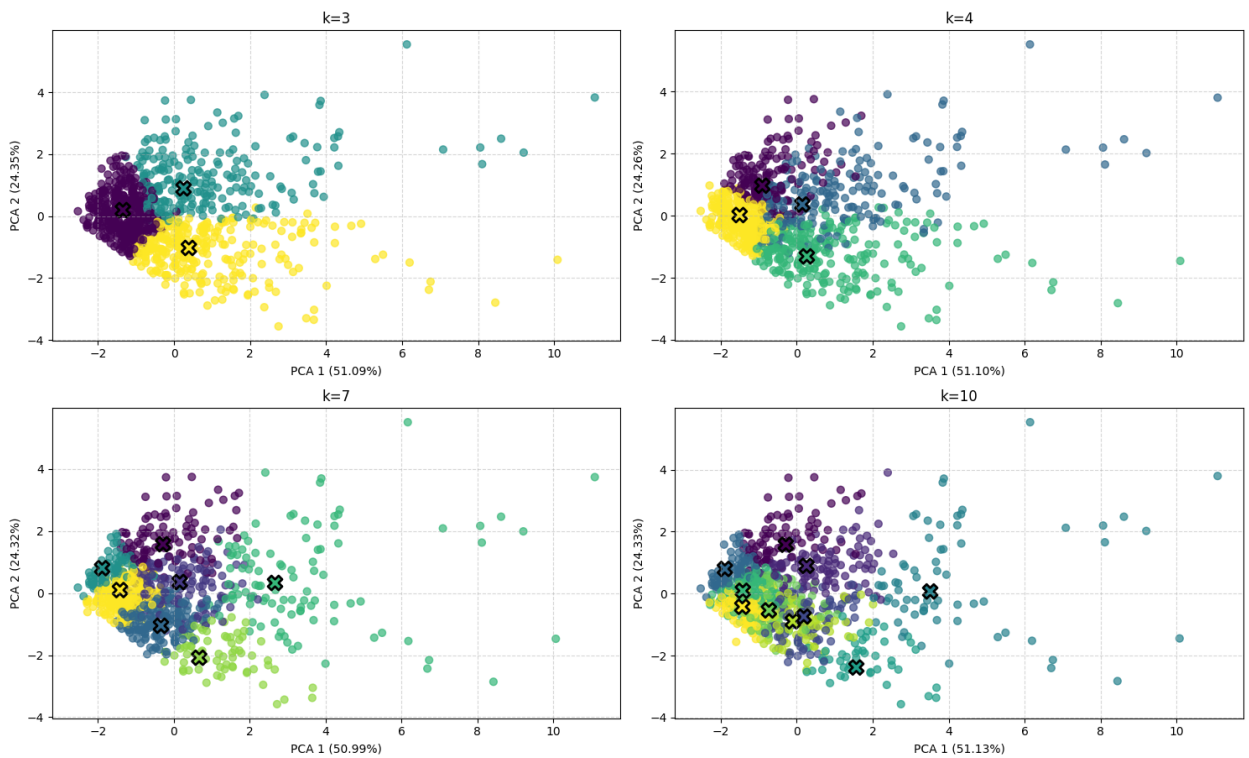 k=3
4
2
0
−2
−4
PCA 2 (24.35%)
−2 0 2 4 6 8 10
PCA 1 (51.09%)
k=4
4
2
0
−2
−4
PCA 2 (24.26%)
−2 0 2 4 6 8 10
PCA 1 (51.10%)
k=7
4
2
0
−2
−4
PCA 2 (24.32%)
−2 0 2 4 6 8 10
PCA 1 (50.99%)
k=10
4
2
0
−2
−4
PCA 2 (24.33%)
−2 0 2 4 6 8 10
PCA 1 (51.13%)